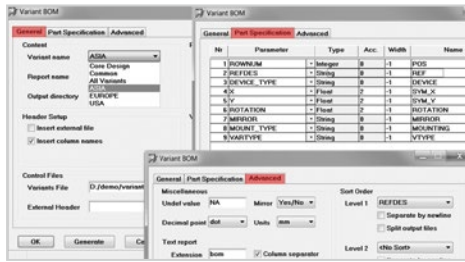 Variant BOM
General Part Specification Advanced
Content
Variant name ASIA
Core Design
Common
All Variants
ASIA
EUROPE
USA
Report name
Output directory
Header Setup
Insert external file
Insert column names
Control Files
Variants File D:/demo/variant
External Header
OK Generate Ca
Variant BOM
General Part Specification Advanced
Nr Parameter Type Acc. Width Name
1 ROWNUM Integer 0 -1 POS
2 REFDES String 0 -1 REF
3 DEVICE_TYPE String 0 -1 DEVICE
4 X Float 2 -1 SYM_X
5 Y Float 2 -1 SYM_Y
6 ROTATION Float 2 -1 ROTATION
7 MIRROR String 0 -1 MIRROR
8 MOUNT_TYPE String 0 -1 MOUNTING
9 VARTYPE String 0 -1 VTYPE
Variant BOM
General Part Specification Advanced
Miscellaneous
Undef value NA Mirror Yes/No
Decimal point dot Units mm
Text report
Extension bom Column separator
Sort Order
Level 1 REFDES
Separate by newline
Split output files
Level 2 <No Sort>